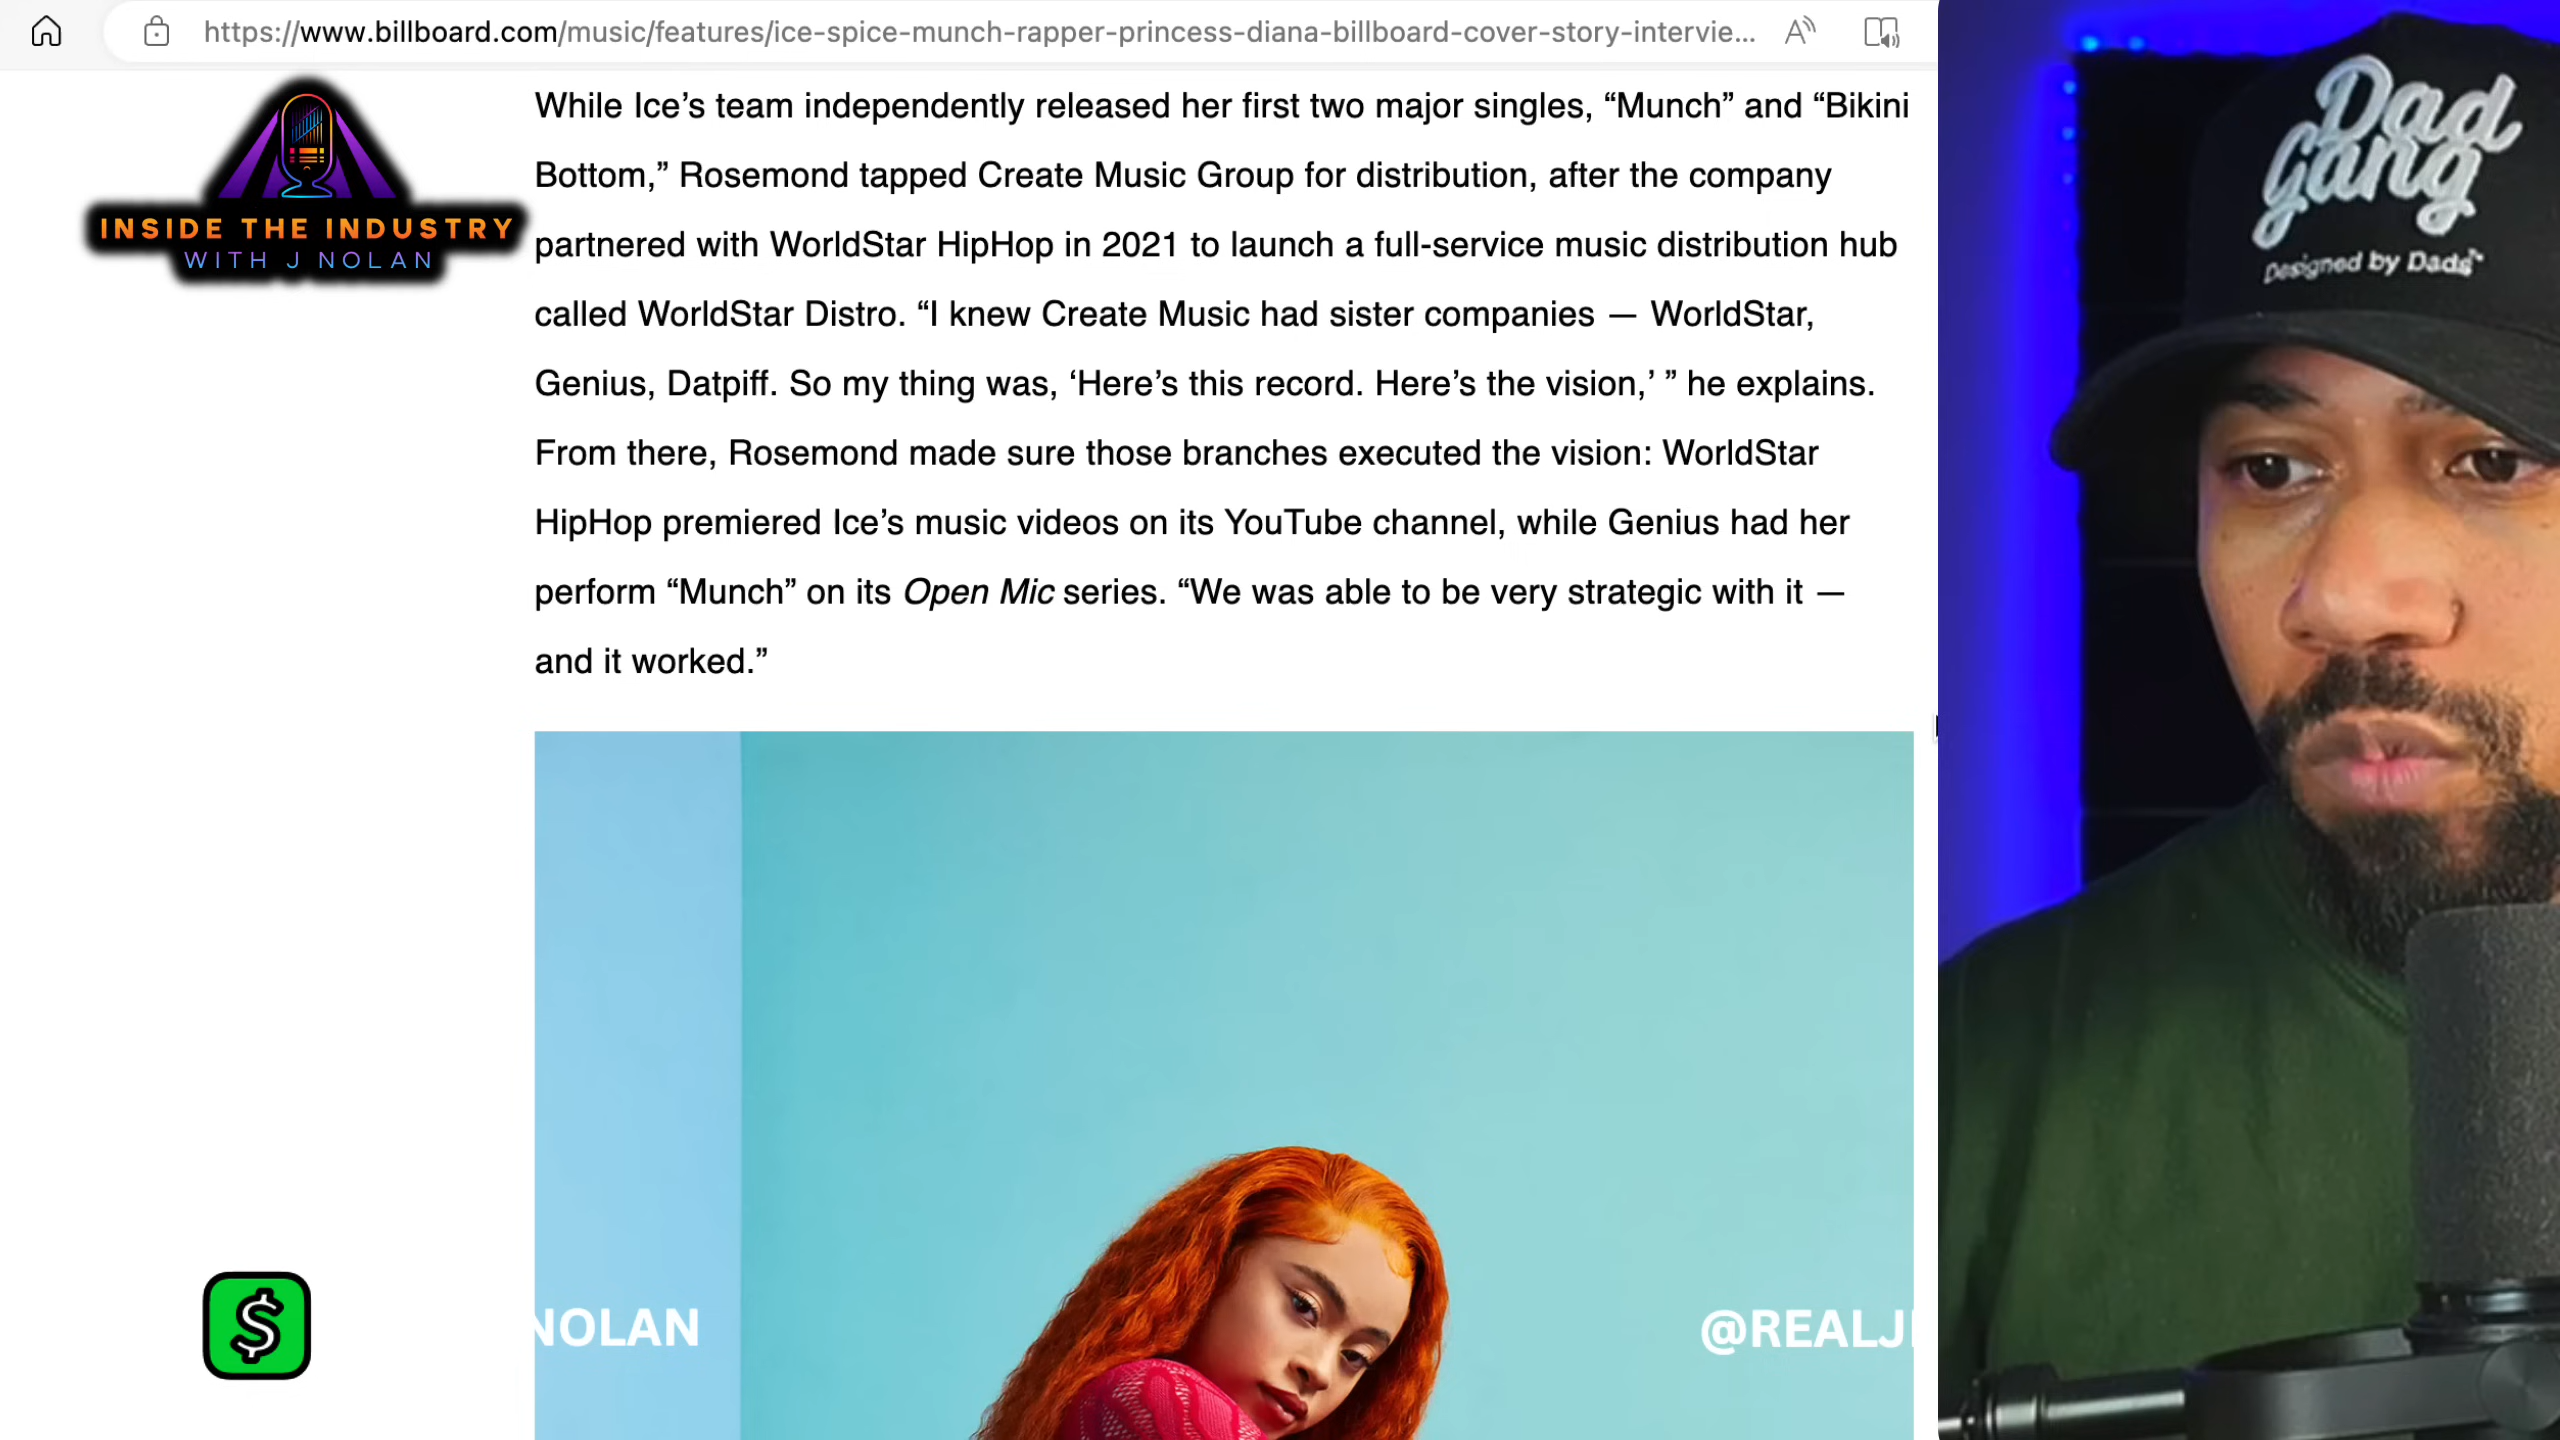 https://www.billboard.com/music/features/ice-spice-munch-rapper-princess-diana-billboard-cover-story-intervie...
INSIDE THE INDUSTRY
WITH J NOLAN
While Ice’s team independently released her first two major singles, “Munch” and “Bikini
Bottom,” Rosemond tapped Create Music Group for distribution, after the company
partnered with WorldStar HipHop in 2021 to launch a full-service music distribution hub
called WorldStar Distro. “I knew Create Music had sister companies — WorldStar,
Genius, Datpiff. So my thing was, ‘Here’s this record. Here’s the vision,’ ” he explains.
From there, Rosemond made sure those branches executed the vision: WorldStar
HipHop premiered Ice’s music videos on its YouTube channel, while Genius had her
perform “Munch” on its Open Mic series. “We was able to be very strategic with it —
and it worked.”
Dad
Gang
Designed by Dads™
$
NOLAN
@REALJ